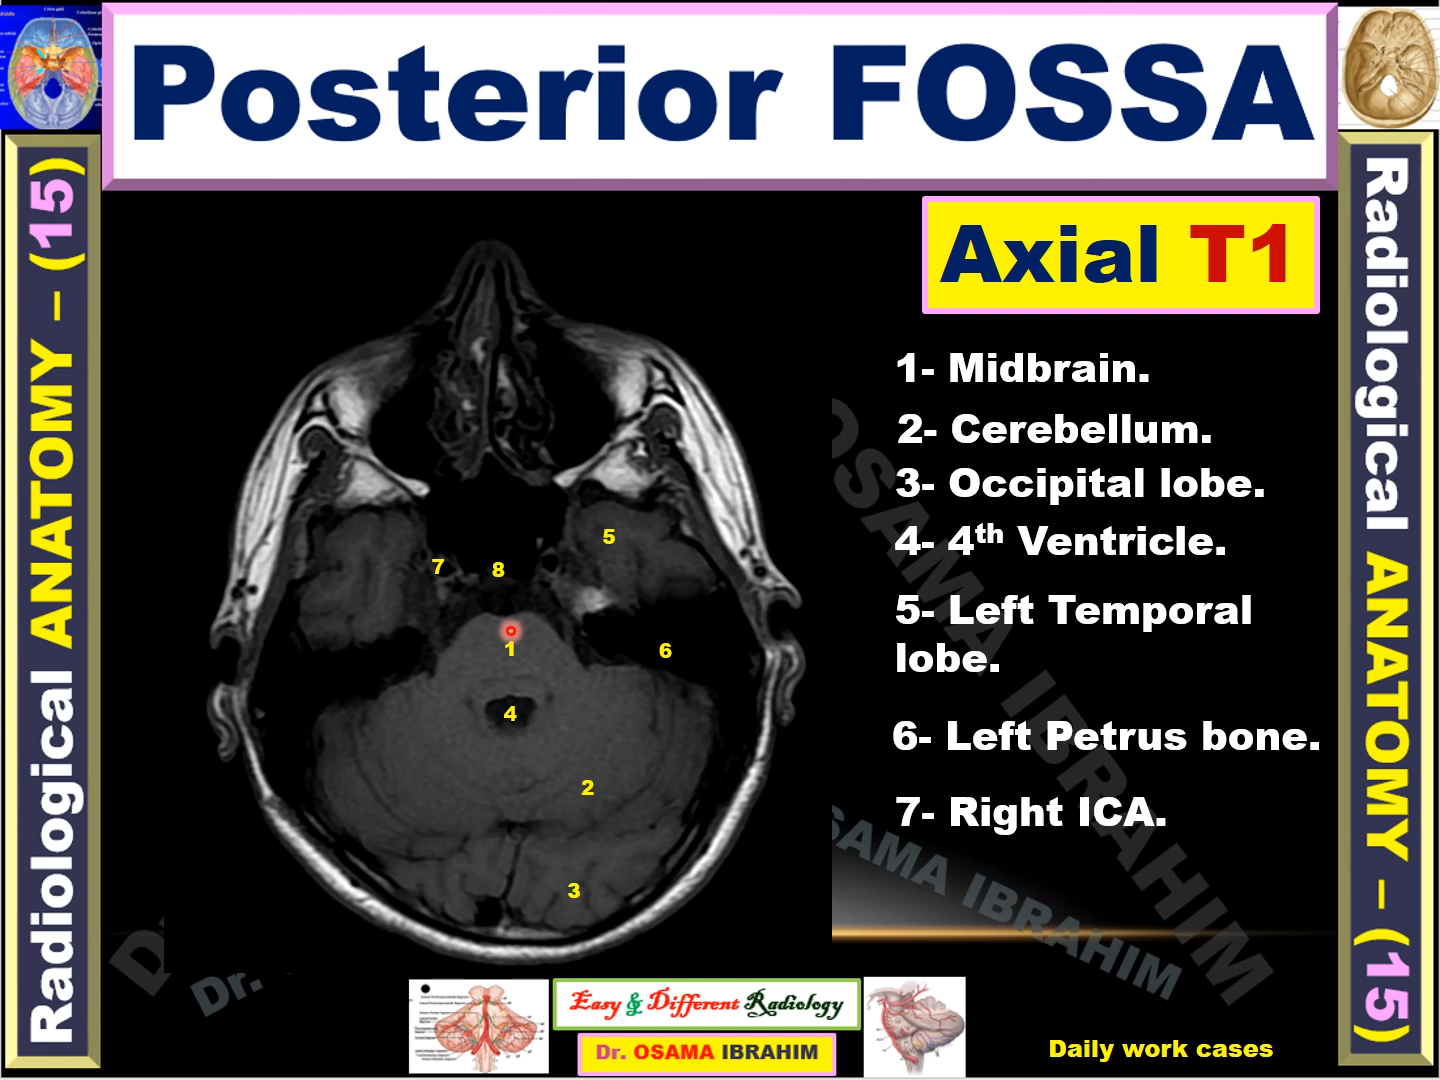 Posterior FOSSA
Radiological ANATOMY – (15)
Radiological ANATOMY – (15)
Axial T1
1- Midbrain.
2- Cerebellum.
3- Occipital lobe.
4- 4th Ventricle.
5- Left Temporal
lobe.
6- Left Petrus bone.
7- Right ICA.
5
7
8
1
6
4
2
3
OSAMA IBRAHIM
SAMA IBRAHIM
D
Dr.
Easy & Different Radiology
Dr. OSAMA IBRAHIM
Daily work cases